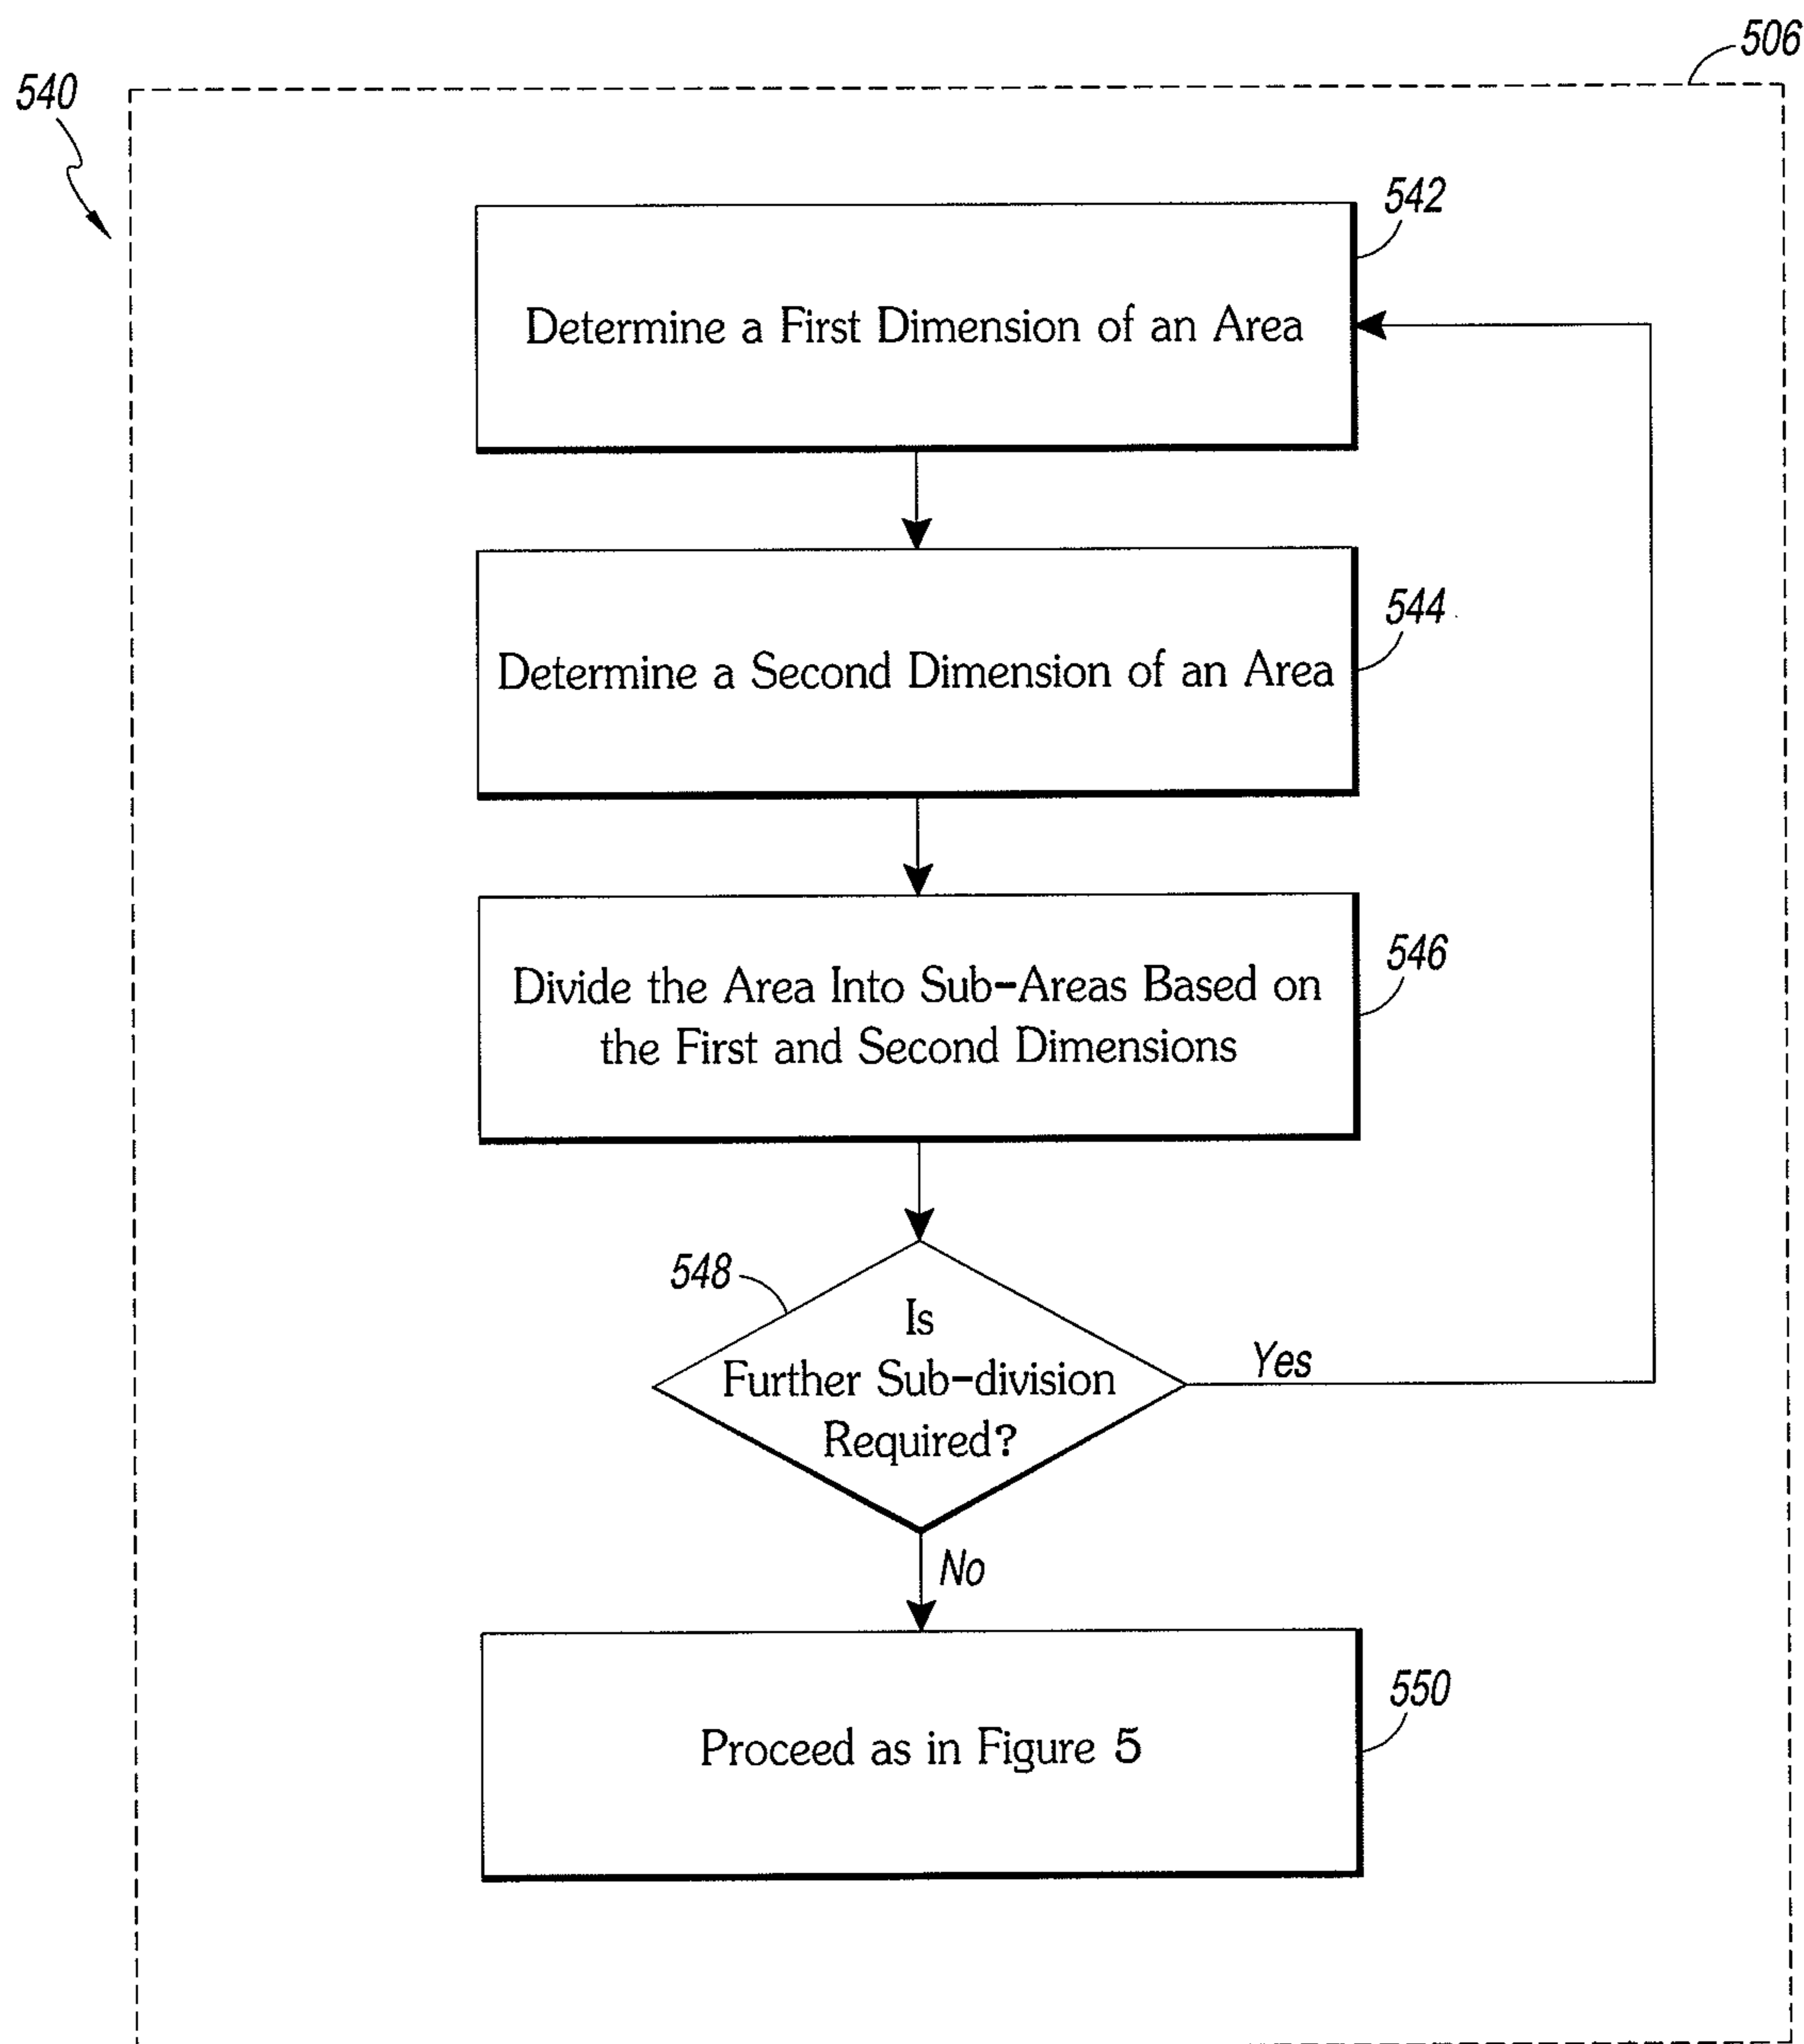 506
540
542
Determine a First Dimension of an Area
544
Determine a Second Dimension of an Area
546
Divide the Area Into Sub-Areas Based on
the First and Second Dimensions
548
Is
Further Sub-division
Required?
Yes
No
550
Proceed as in Figure 5